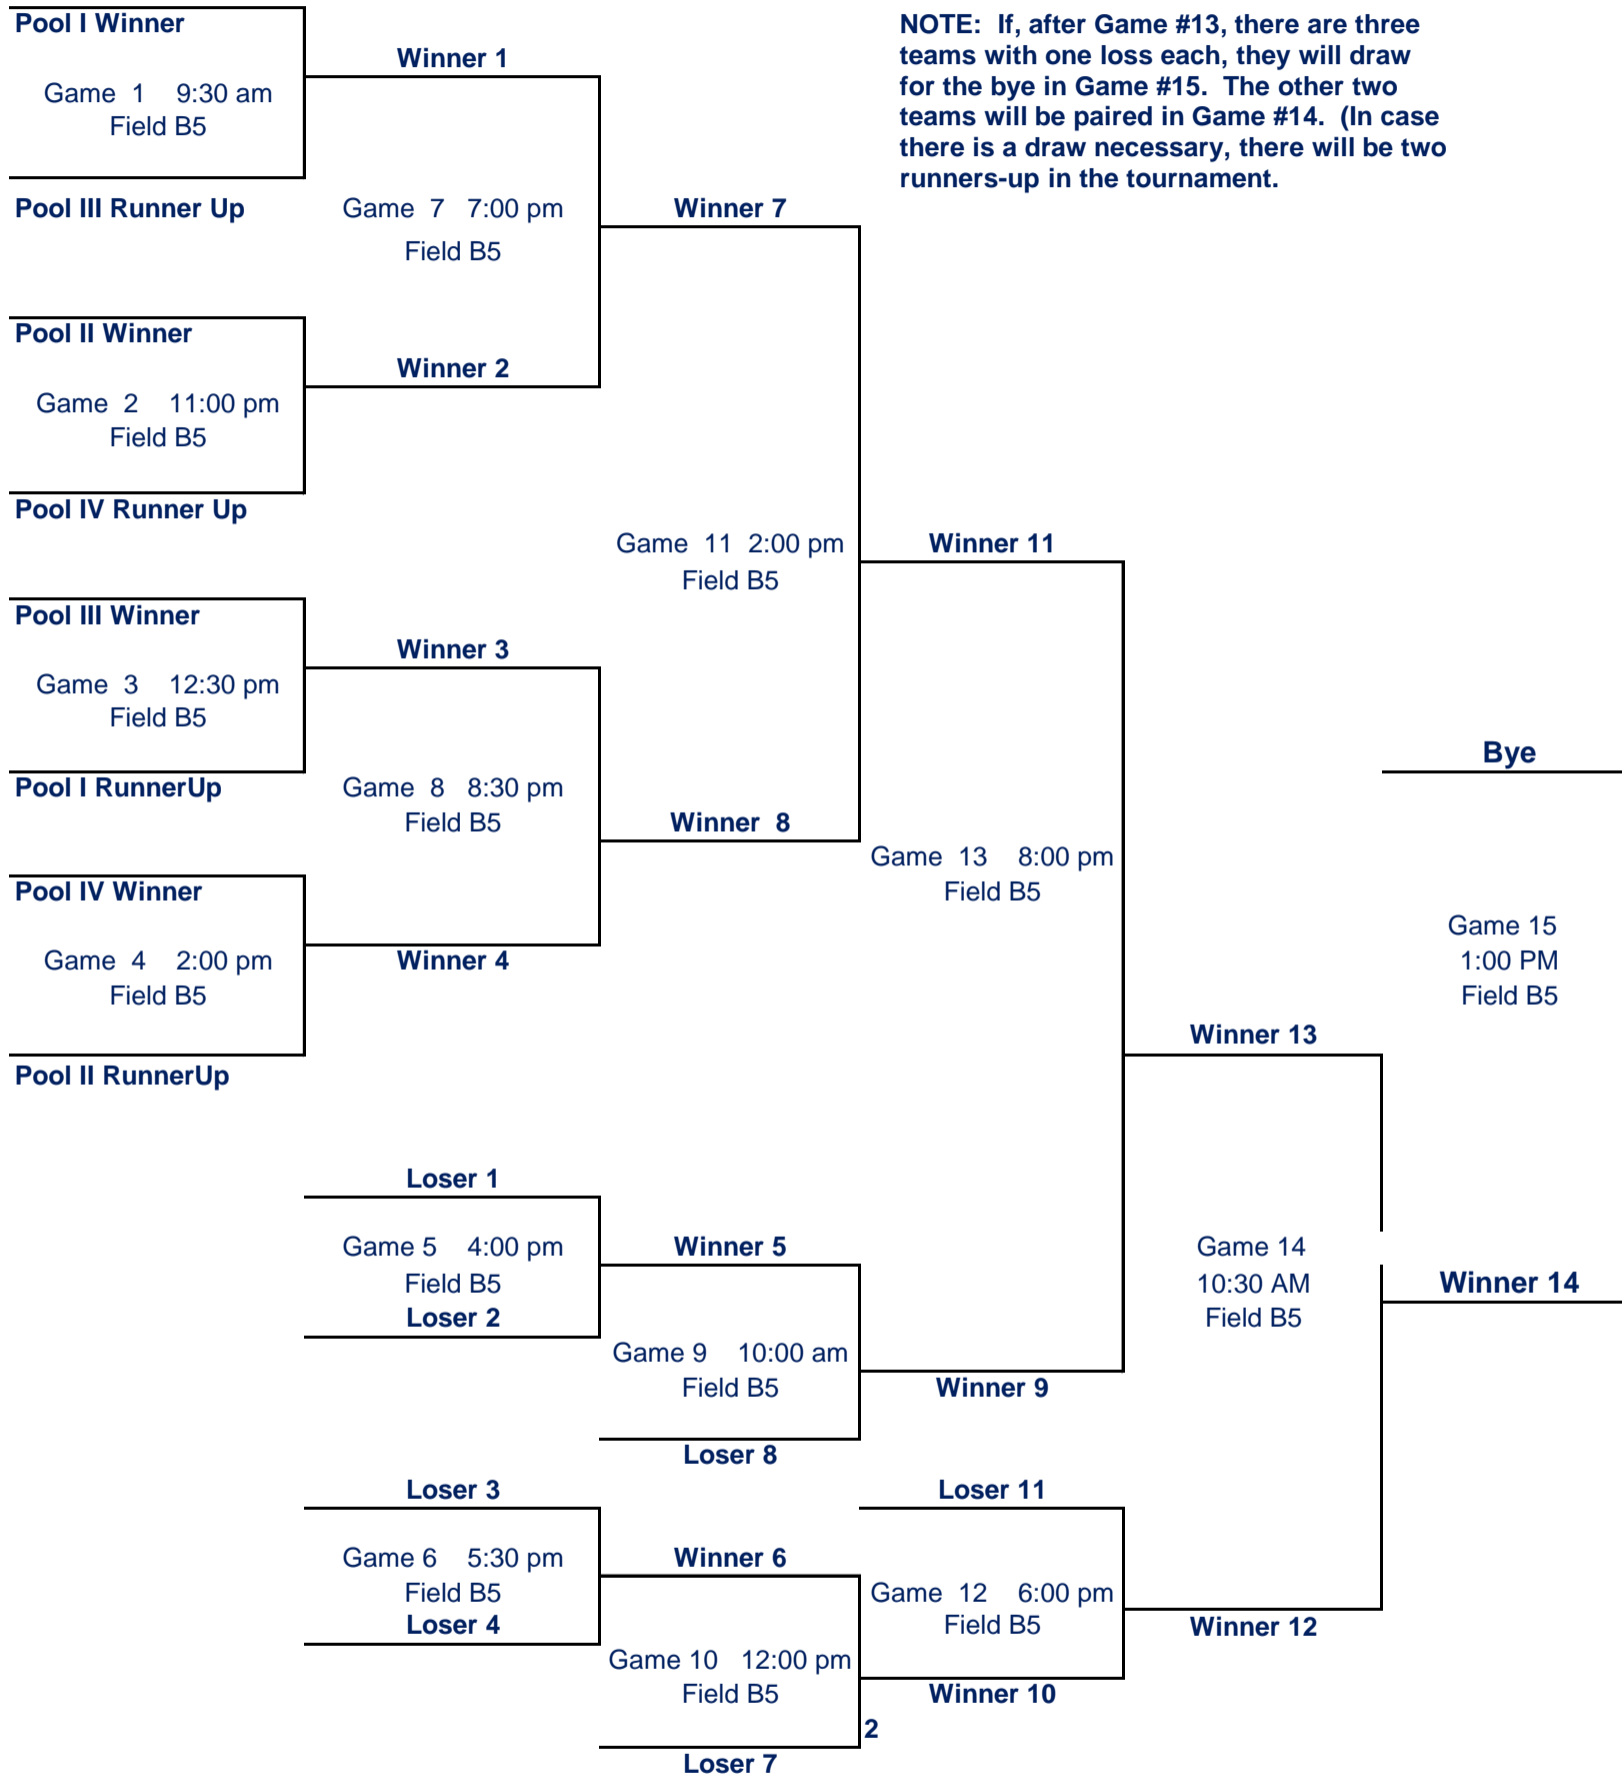 Pool I Winner
NOTE: If, after Game #13, there are three
teams with one loss each, they will draw
for the bye in Game #15. The other two
teams will be paired in Game #14. (In case
there is a draw necessary, there will be two
runners-up in the tournament.
Winner 1
Game 1 9:30 am
Field B5
Pool III Runner Up
Game 7 7:00 pm
Field B5
Winner 7
Pool II Winner
Winner 2
Game 2 11:00 pm
Field B5
Pool IV Runner Up
Game 11 2:00 pm
Field B5
Winner 11
Pool III Winner
Winner 3
Game 3 12:30 pm
Field B5
Pool I RunnerUp
Game 8 8:30 pm
Field B5
Winner 8
Bye
Game 13 8:00 pm
Field B5
Pool IV Winner
Game 4 2:00 pm
Field B5
Winner 4
Game 15
1:00 PM
Field B5
Winner 13
Pool II RunnerUp
Loser 1
Game 5 4:00 pm
Field B5
Loser 2
Winner 5
Game 14
10:30 AM
Field B5
Winner 14
Game 9 10:00 am
Field B5
Winner 9
Loser 8
Loser 3
Loser 11
Game 6 5:30 pm
Field B5
Loser 4
Winner 6
Game 12 6:00 pm
Field B5
Winner 12
Game 10 12:00 pm
Field B5
Winner 10
2
Loser 7